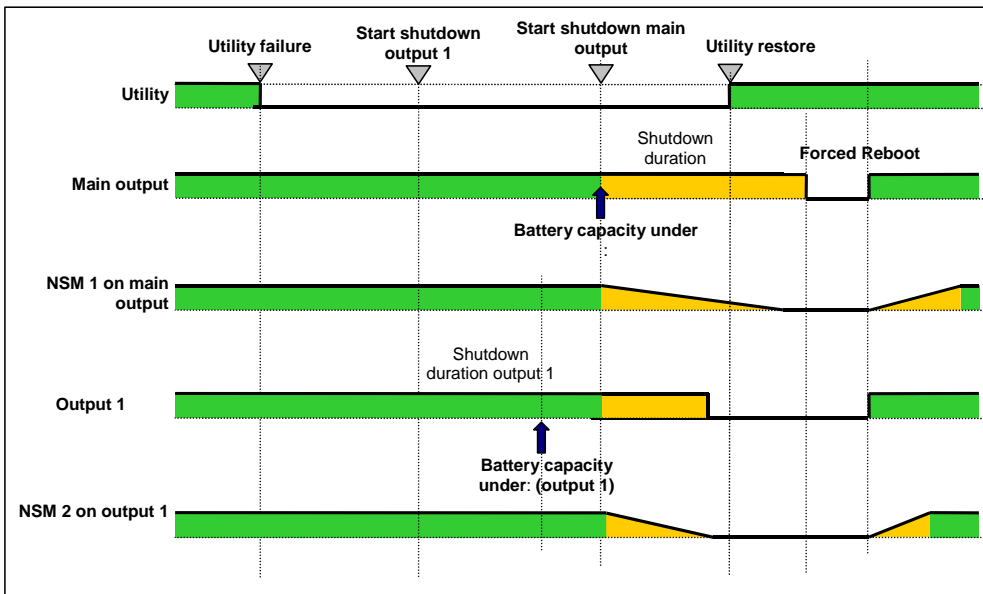 Utility failure
Start shutdown
output 1
Start shutdown main
output
Utility restore
Utility
Shutdown
duration
Forced Reboot
Main output
Battery capacity under
:
NSM 1 on main
output
Shutdown
duration output 1
Output 1
Battery capacity
under: (output 1)
NSM 2 on output 1